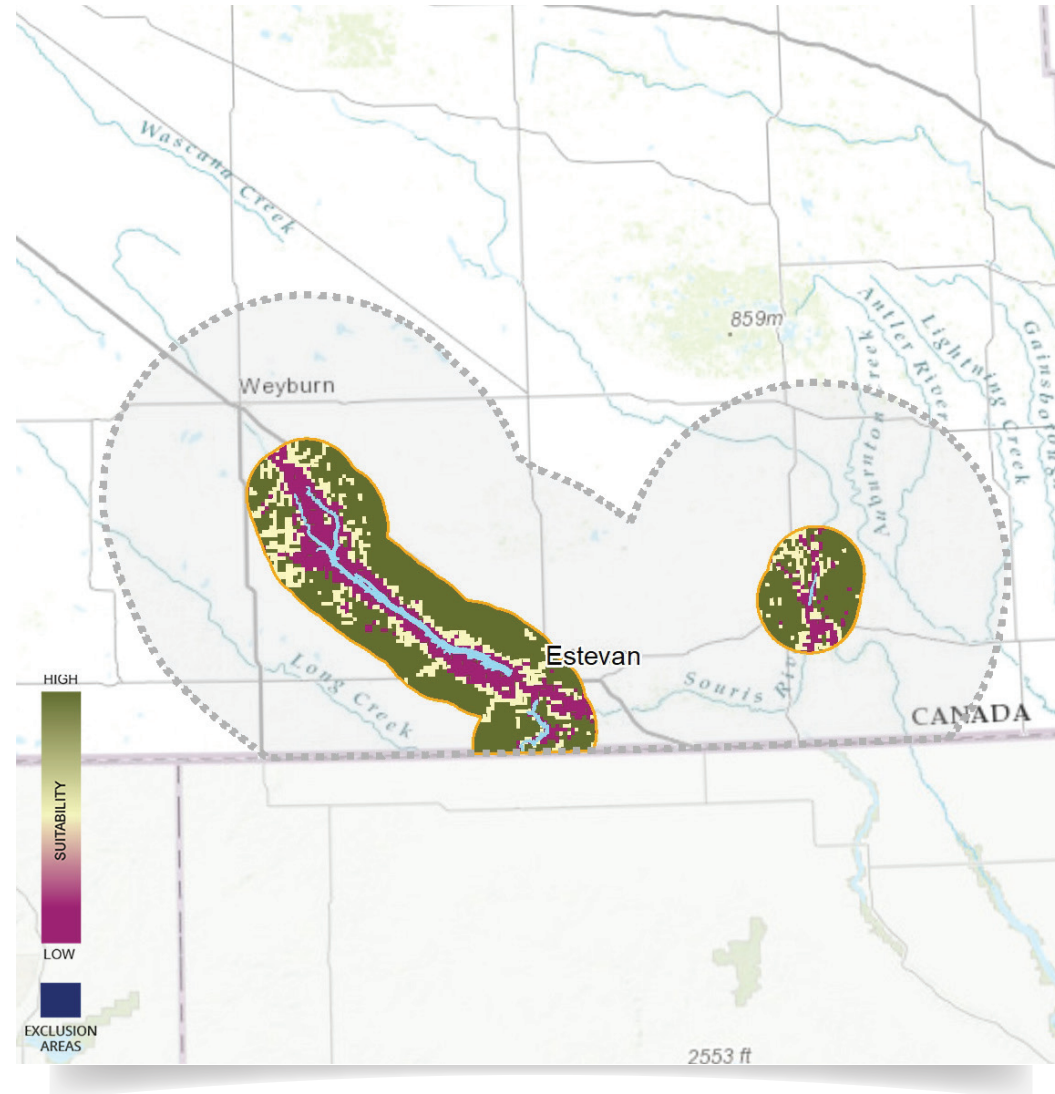 Wascana Creek
859m
Antler River
Lightning Creek
Auburnton Creek
Weyburn
Estevan
Long Creek
Souris
CANADA
HIGH
SUITABILITY
LOW
EXCLUSION
AREAS
2553 ft